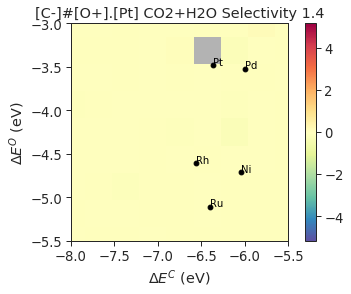 [C-]#[O+].[Pt] CO2+H2O Selectivity 1.4
−3.0
−3.5
−4.0
−4.5
−5.0
−5.5
ΔE^O (eV)
Pt
Pd
Rh
Ni
Ru
−8.0 −7.5 −7.0 −6.5 −6.0 −5.5
ΔE^C (eV)
4
2
0
−2
−4